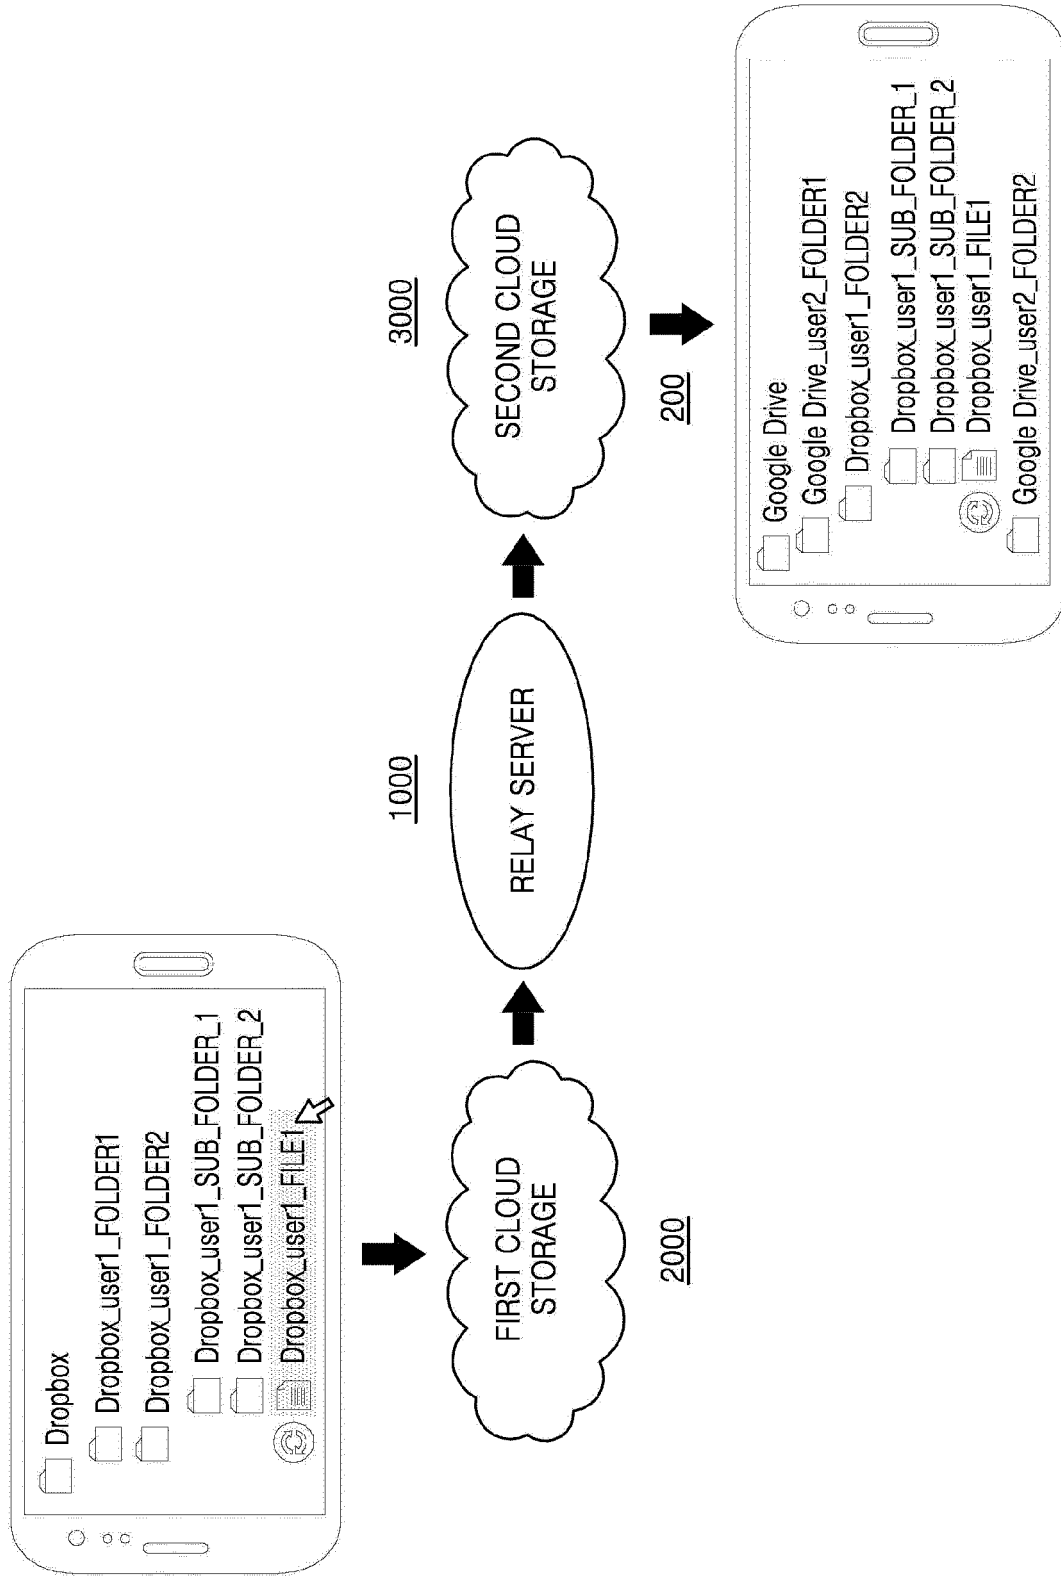 Dropbox
Dropbox_user1_FOLDER1
Dropbox_user1_FOLDER2
Dropbox_user1_SUB_FOLDER_1
Dropbox_user1_SUB_FOLDER_2
Dropbox_user1_FILE1
FIRST CLOUD
STORAGE
2000
1000
RELAY SERVER
3000
SECOND CLOUD
STORAGE
200
Google Drive
Google Drive_user2_FOLDER1
Dropbox_user1_FOLDER2
Dropbox_user1_SUB_FOLDER_1
Dropbox_user1_SUB_FOLDER_2
Dropbox_user1_FILE1
Google Drive_user2_FOLDER2